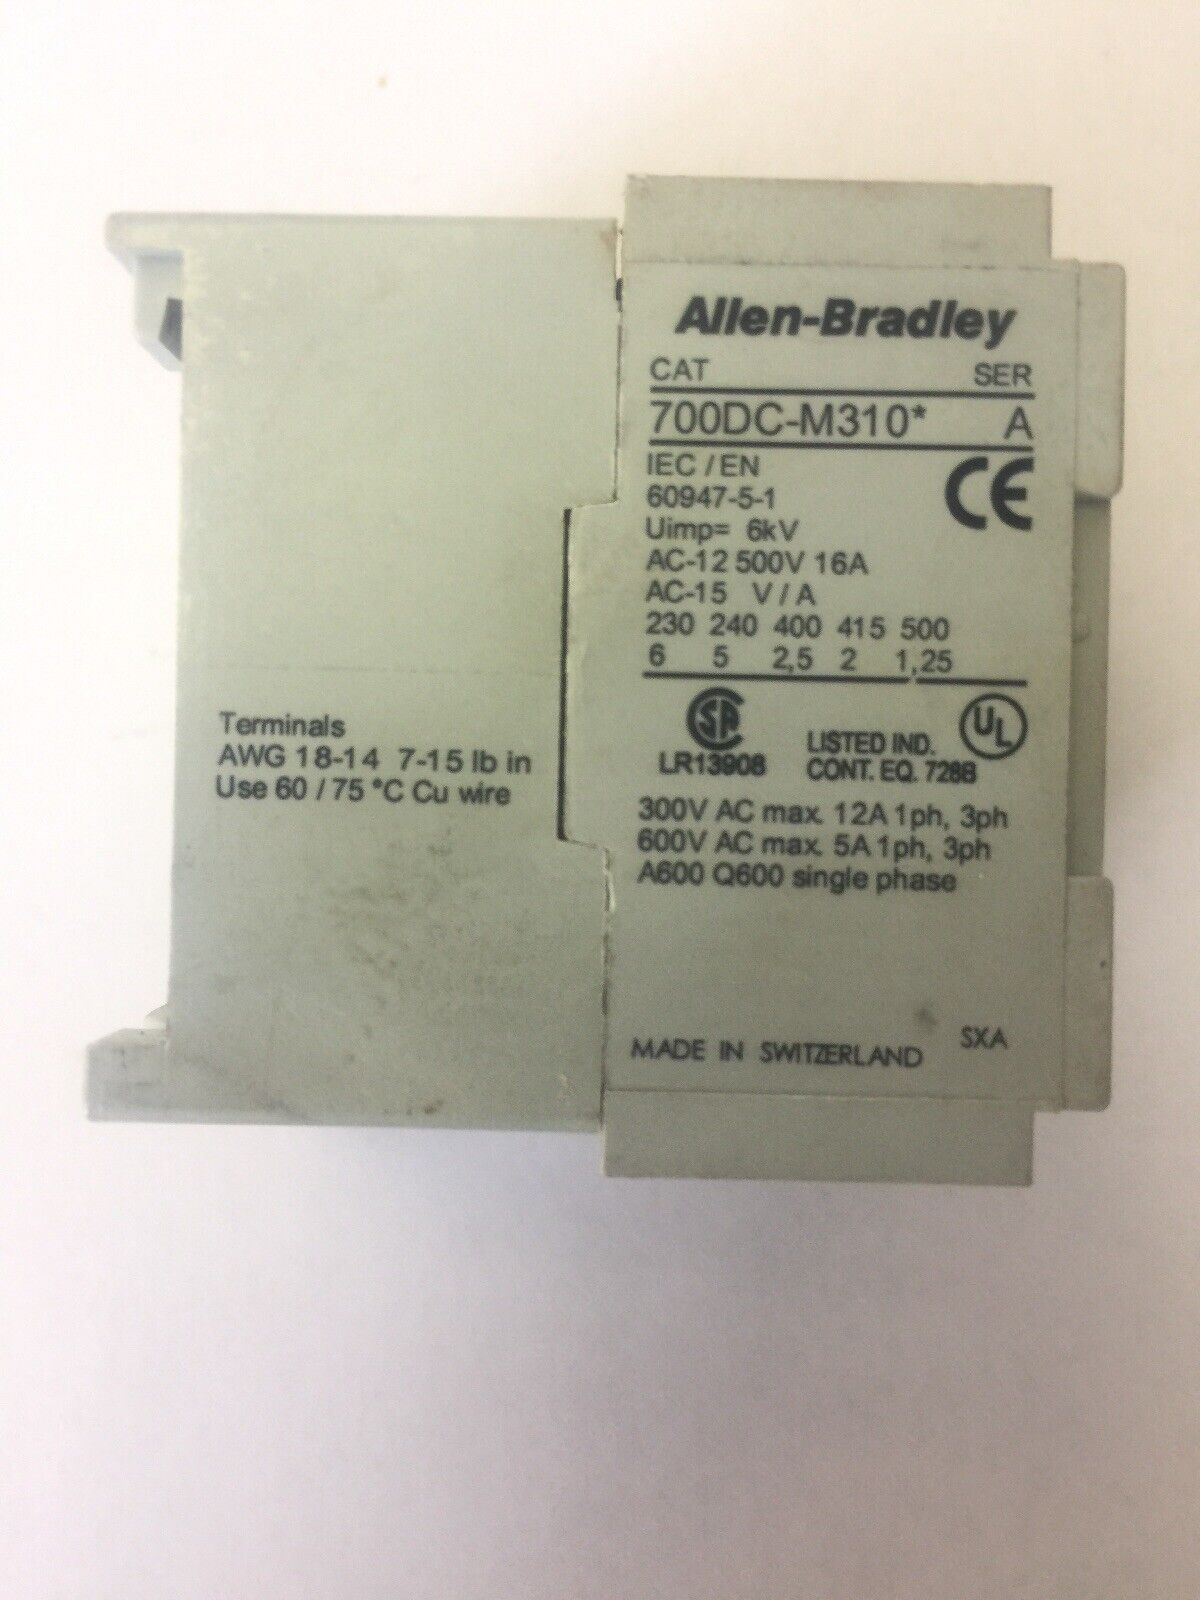 Allen-Bradley
CAT SER
700DC-M310* A
IEC / EN
60947-5-1
CE
Uimp= 6kV
AC-12 500V 16A
AC-15 V / A
230 240 400 415 500
6 5 2,5 2 1,25
SA UL
LR13908
LISTED IND.
CONT. EQ. 728B
300V AC max. 12A 1ph, 3ph
600V AC max. 5A 1ph, 3ph
A600 Q600 single phase
MADE IN SWITZERLAND SXA
Terminals
AWG 18-14 7-15 lb in
Use 60 / 75 °C Cu wire